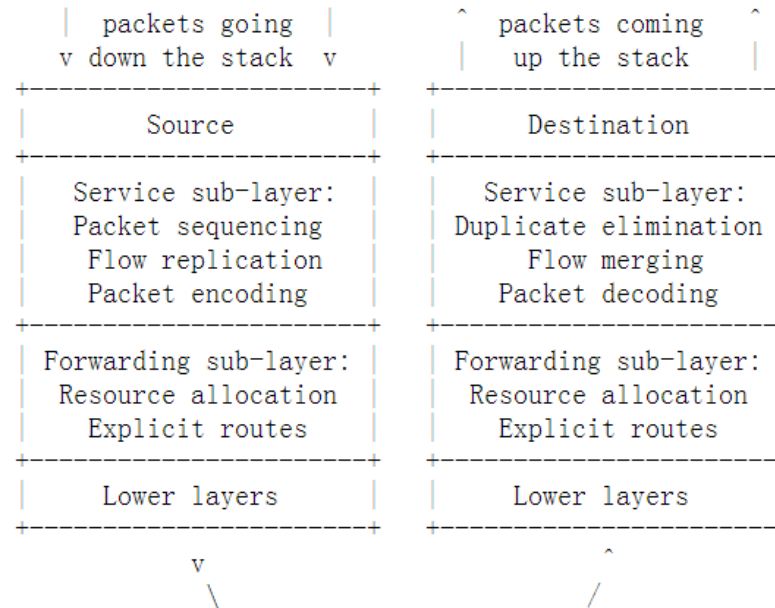 |  packets going  |      ^  packets coming   ^
v down the stack  v      |   up the stack    |
+-----------------------+   +-----------------------
|        Source         |   |      Destination
+-----------------------+   +-----------------------
|   Service sub-layer:  |   |   Service sub-layer:
|   Packet sequencing   |   | Duplicate elimination
|    Flow replication   |   |      Flow merging
|    Packet encoding    |   |    Packet decoding
+-----------------------+   +-----------------------
| Forwarding sub-layer: |   | Forwarding sub-layer:
|  Resource allocation  |   |  Resource allocation
|    Explicit routes    |   |    Explicit routes
+-----------------------+   +-----------------------
|     Lower layers      |   |     Lower layers
+-----------------------+   +-----------------------
            v                           ^
             \                         /